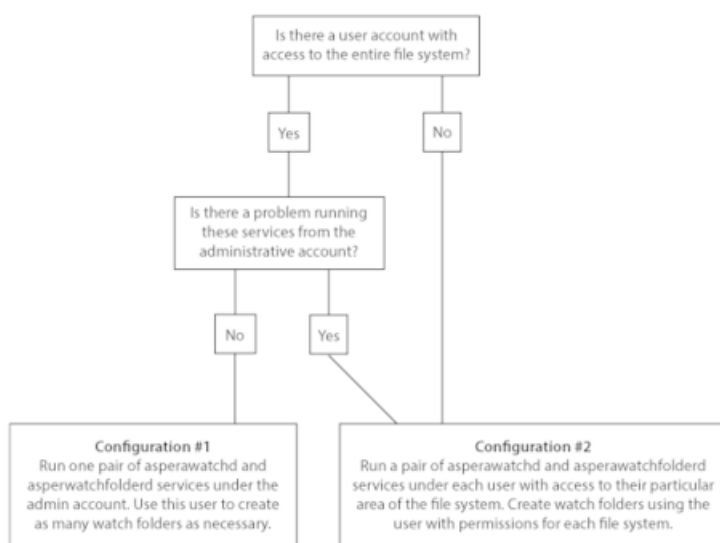 Is there a user account with
access to the entire file system?
Yes
No
Is there a problem running
these services from the
administrative account?
No
Yes
Configuration #1
Run one pair of asperawatchd and
asperwatchfolderd services under the
admin account. Use this user to create
as many watch folders as necessary.
Configuration #2
Run a pair of asperawatchd and asperawatchfolderd
services under each user with access to their particular
area of the file system. Create watch folders using the
user with permissions for each file system.